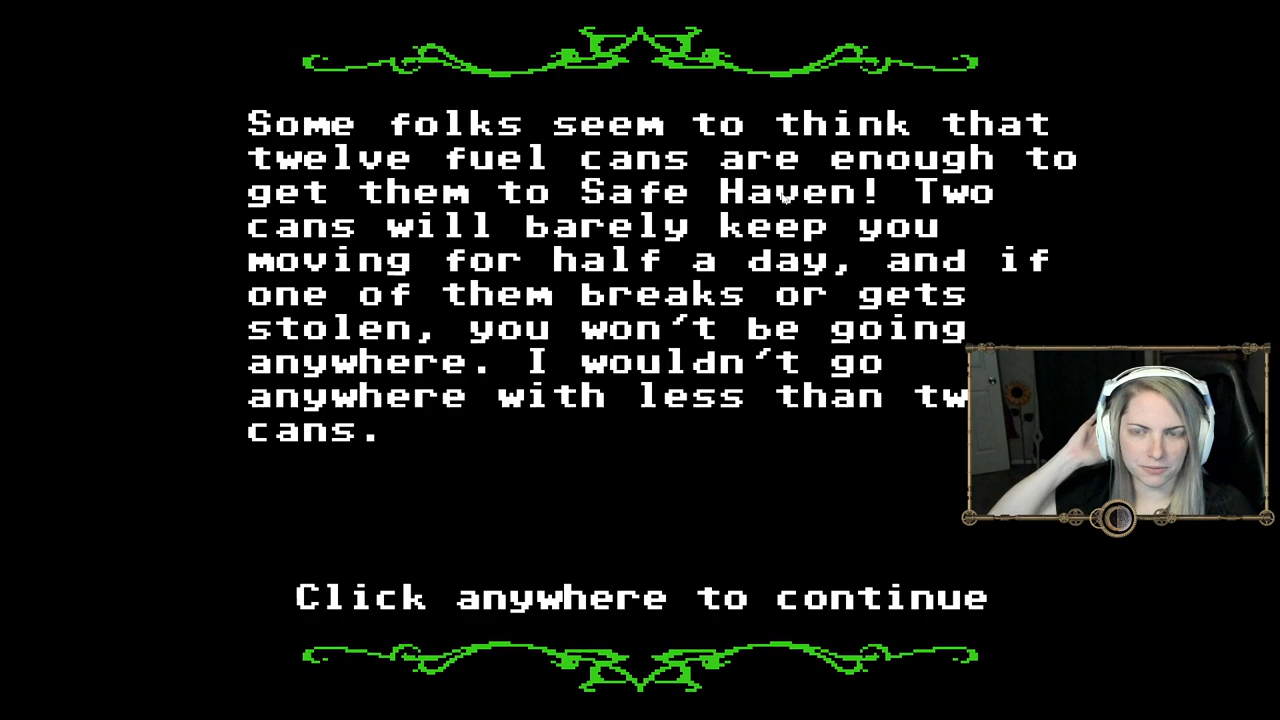 Some folks seem to think that
twelve fuel cans are enough to
get them to Safe Haven! Two
cans will barely keep you
moving for half a day, and if
one of them breaks or gets
stolen, you won't be going
anywhere. I wouldn't go
anywhere with less than
cans.
Click anywhere to continue